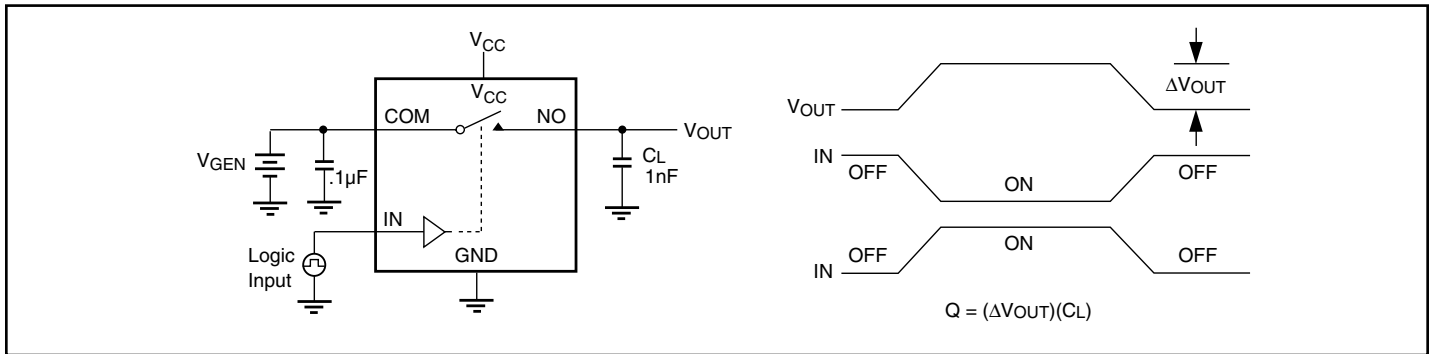 VCC
VCC
COM
NO
VOUT
VGEN
.1µF
CL
1nF
IN
Logic
Input
GND
VOUT
ΔVOUT
IN
OFF
ON
OFF
IN
OFF
ON
OFF
Q = (ΔVOUT)(CL)